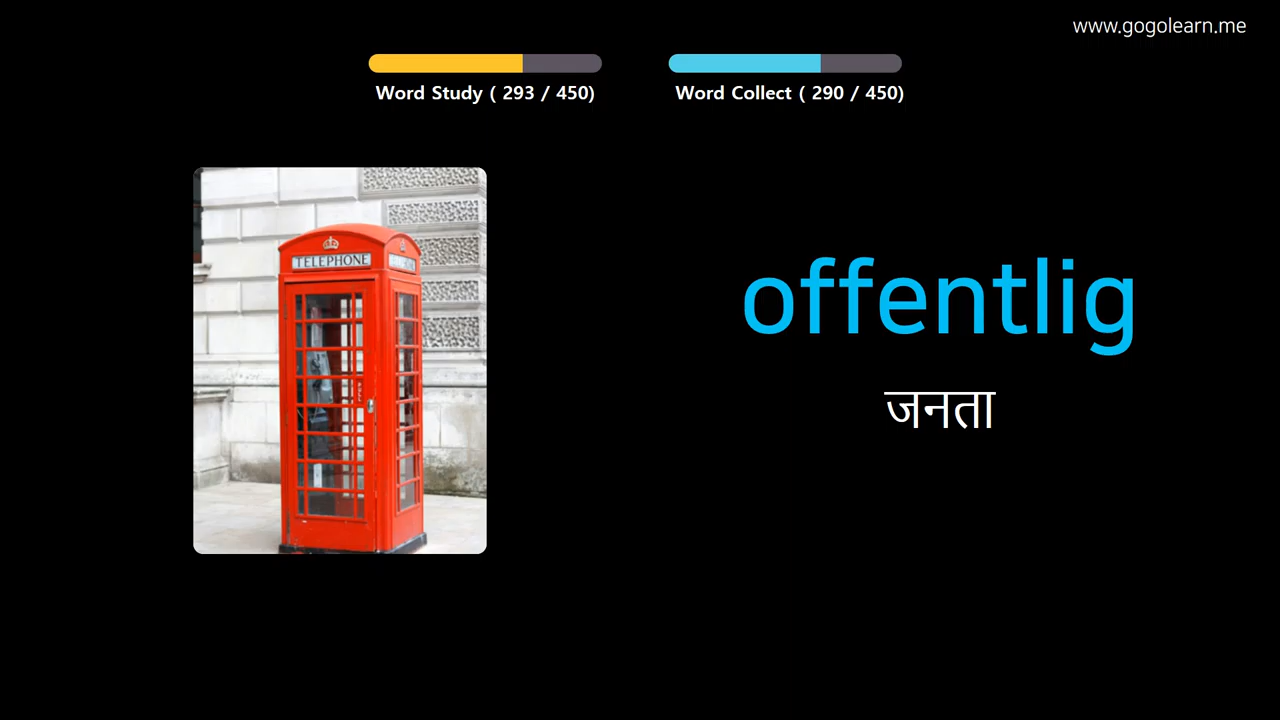 www.gogolearn.me
Word Study ( 293 / 450)
Word Collect ( 290 / 450)
TELEPHONE
offentlig
जनता